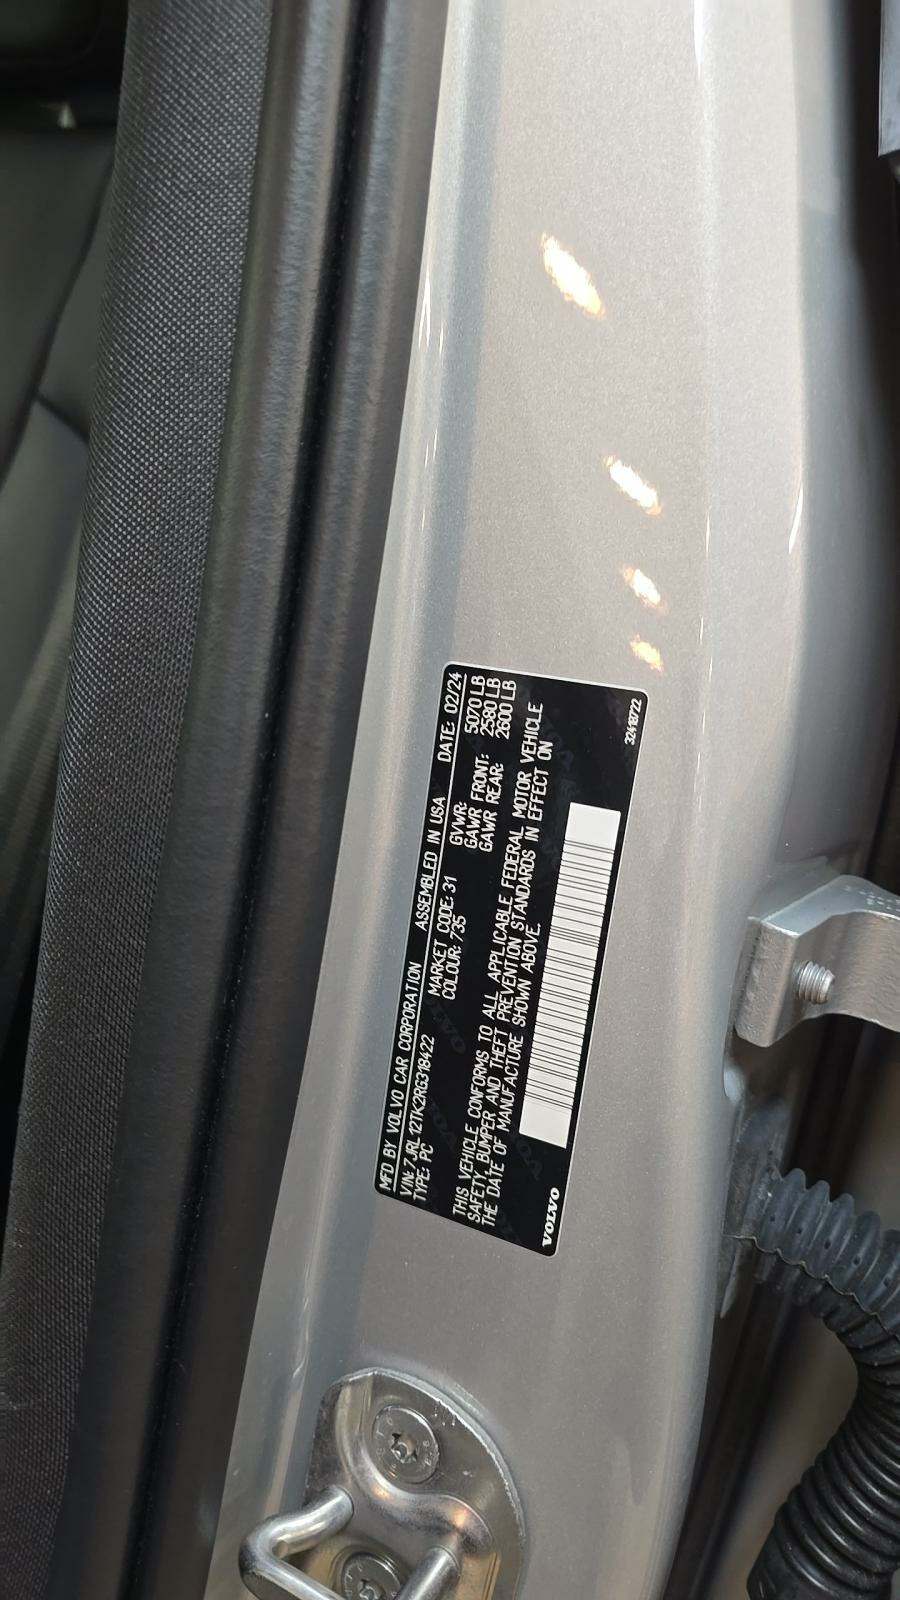 MFD BY VOLVO CAR CORPORATION ASSEMBLED IN USA DATE: 02/24
VIN: 7JRL12TK2RG318422 MARKET CODE: 31 GVWR: 5070 LB
TYPE: PC COLOUR: 735 GAWR FRONT: 2580 LB
GAWR REAR: 2600 LB
THIS VEHICLE CONFORMS TO ALL APPLICABLE FEDERAL MOTOR VEHICLE
SAFETY, BUMPER AND THEFT PREVENTION STANDARDS IN EFFECT ON
THE DATE OF MANUFACTURE SHOWN ABOVE.
VOLVO 32418722